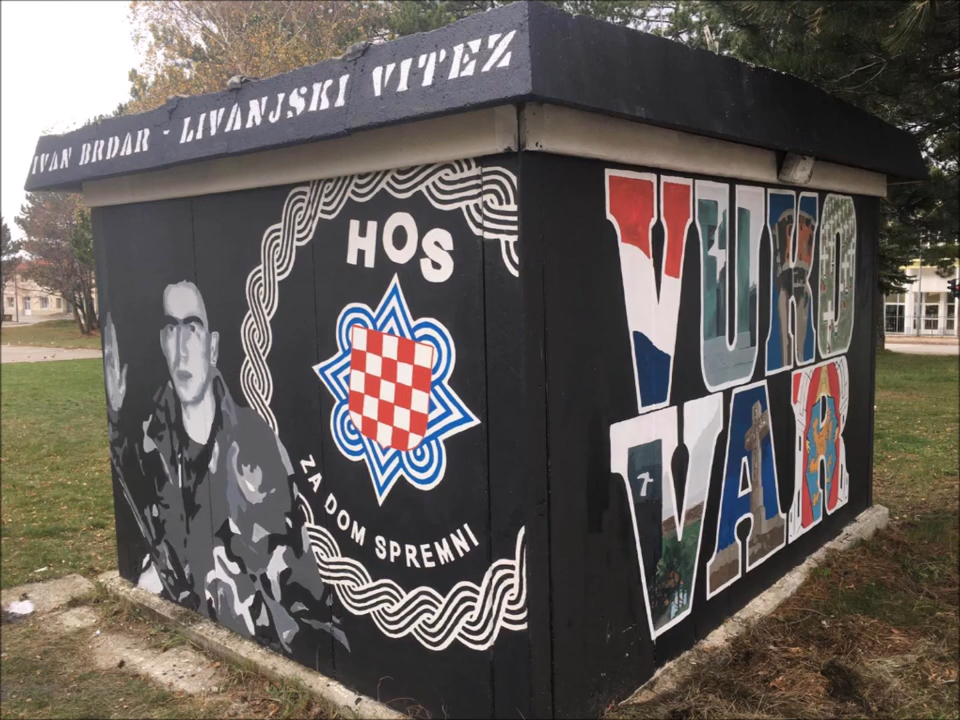 IVAN BRDAR - LIVANJSKI VITEZ
HOS
ZA DOM SPREMNI
VUKO
VAR